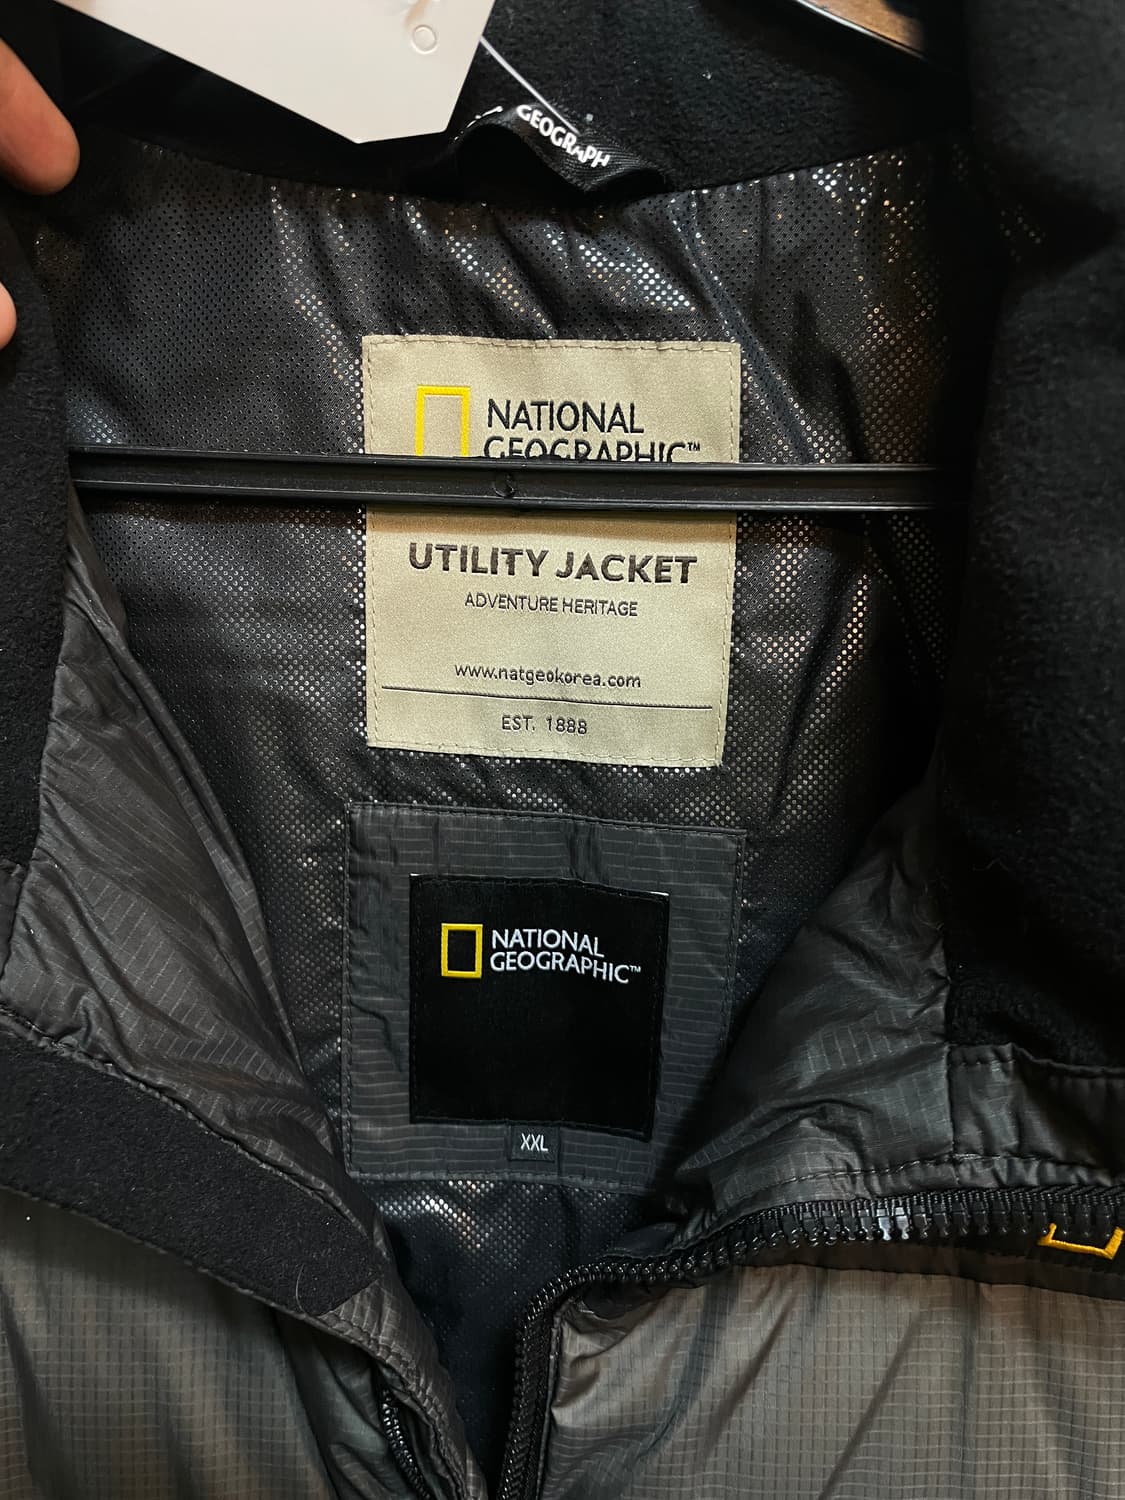 GEOGRAPH
NATIONAL
GEOGRAPHIC™
UTILITY JACKET
ADVENTURE HERITAGE
www.natgeokorea.com
EST. 1888
NATIONAL
GEOGRAPHIC™
XXL